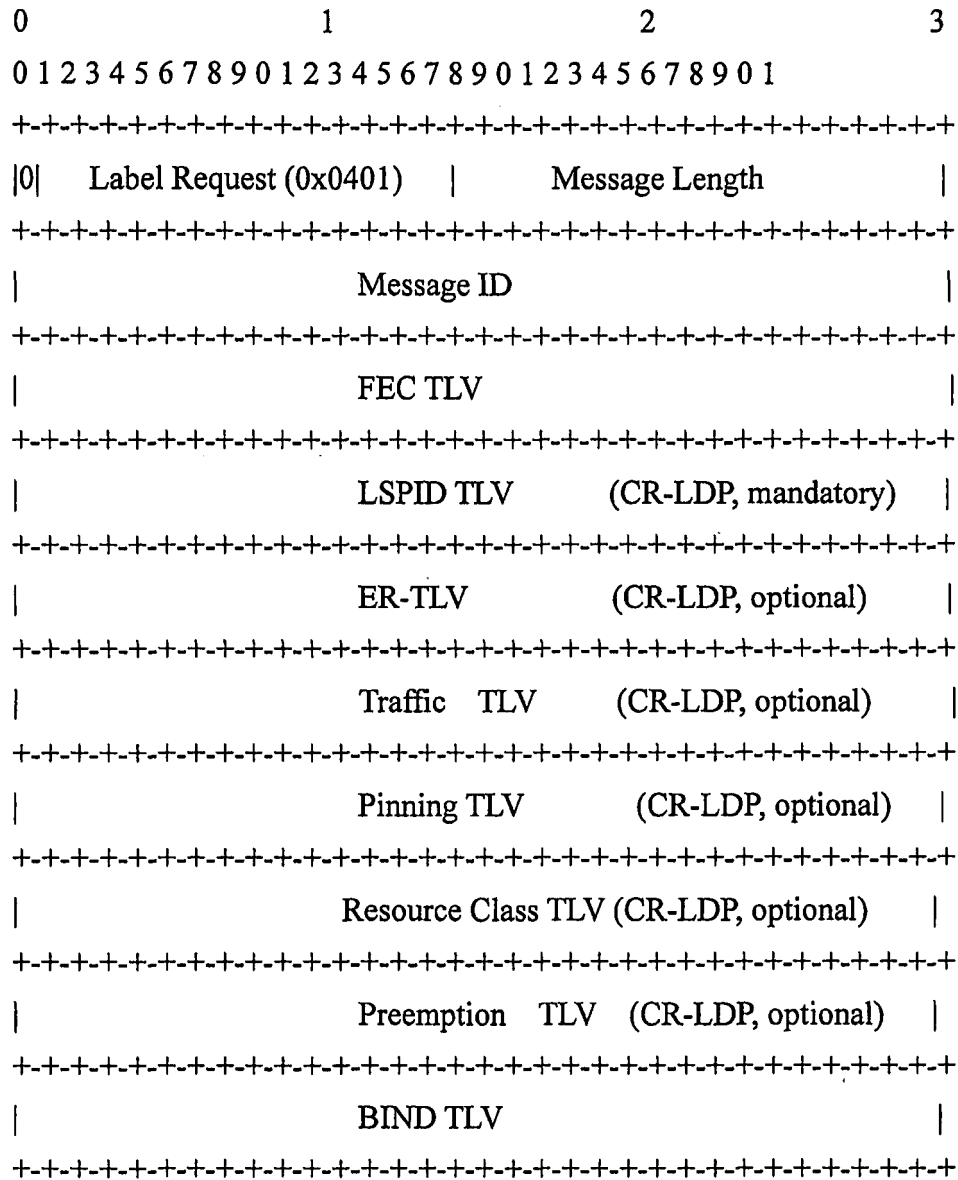 0 1 2 3
0 1 2 3 4 5 6 7 8 9 0 1 2 3 4 5 6 7 8 9 0 1 2 3 4 5 6 7 8 9 0 1
+-+-+-+-+-+-+-+-+-+-+-+-+-+-+-+-+-+-+-+-+-+-+-+-+-+-+-+-+-+-+-+-+
|0| Label Request (0x0401) | Message Length |
+-+-+-+-+-+-+-+-+-+-+-+-+-+-+-+-+-+-+-+-+-+-+-+-+-+-+-+-+-+-+-+-+
| Message ID |
+-+-+-+-+-+-+-+-+-+-+-+-+-+-+-+-+-+-+-+-+-+-+-+-+-+-+-+-+-+-+-+-+
| FEC TLV |
+-+-+-+-+-+-+-+-+-+-+-+-+-+-+-+-+-+-+-+-+-+-+-+-+-+-+-+-+-+-+-+-+
| LSPID TLV (CR-LDP, mandatory) |
+-+-+-+-+-+-+-+-+-+-+-+-+-+-+-+-+-+-+-+-+-+-+-+-+-+-+-+-+-+-+-+-+
| ER-TLV (CR-LDP, optional) |
+-+-+-+-+-+-+-+-+-+-+-+-+-+-+-+-+-+-+-+-+-+-+-+-+-+-+-+-+-+-+-+-+
| Traffic TLV (CR-LDP, optional) |
+-+-+-+-+-+-+-+-+-+-+-+-+-+-+-+-+-+-+-+-+-+-+-+-+-+-+-+-+-+-+-+-+
| Pinning TLV (CR-LDP, optional) |
+-+-+-+-+-+-+-+-+-+-+-+-+-+-+-+-+-+-+-+-+-+-+-+-+-+-+-+-+-+-+-+-+
| Resource Class TLV (CR-LDP, optional) |
+-+-+-+-+-+-+-+-+-+-+-+-+-+-+-+-+-+-+-+-+-+-+-+-+-+-+-+-+-+-+-+-+
| Preemption TLV (CR-LDP, optional) |
+-+-+-+-+-+-+-+-+-+-+-+-+-+-+-+-+-+-+-+-+-+-+-+-+-+-+-+-+-+-+-+-+
| BIND TLV |
+-+-+-+-+-+-+-+-+-+-+-+-+-+-+-+-+-+-+-+-+-+-+-+-+-+-+-+-+-+-+-+-+